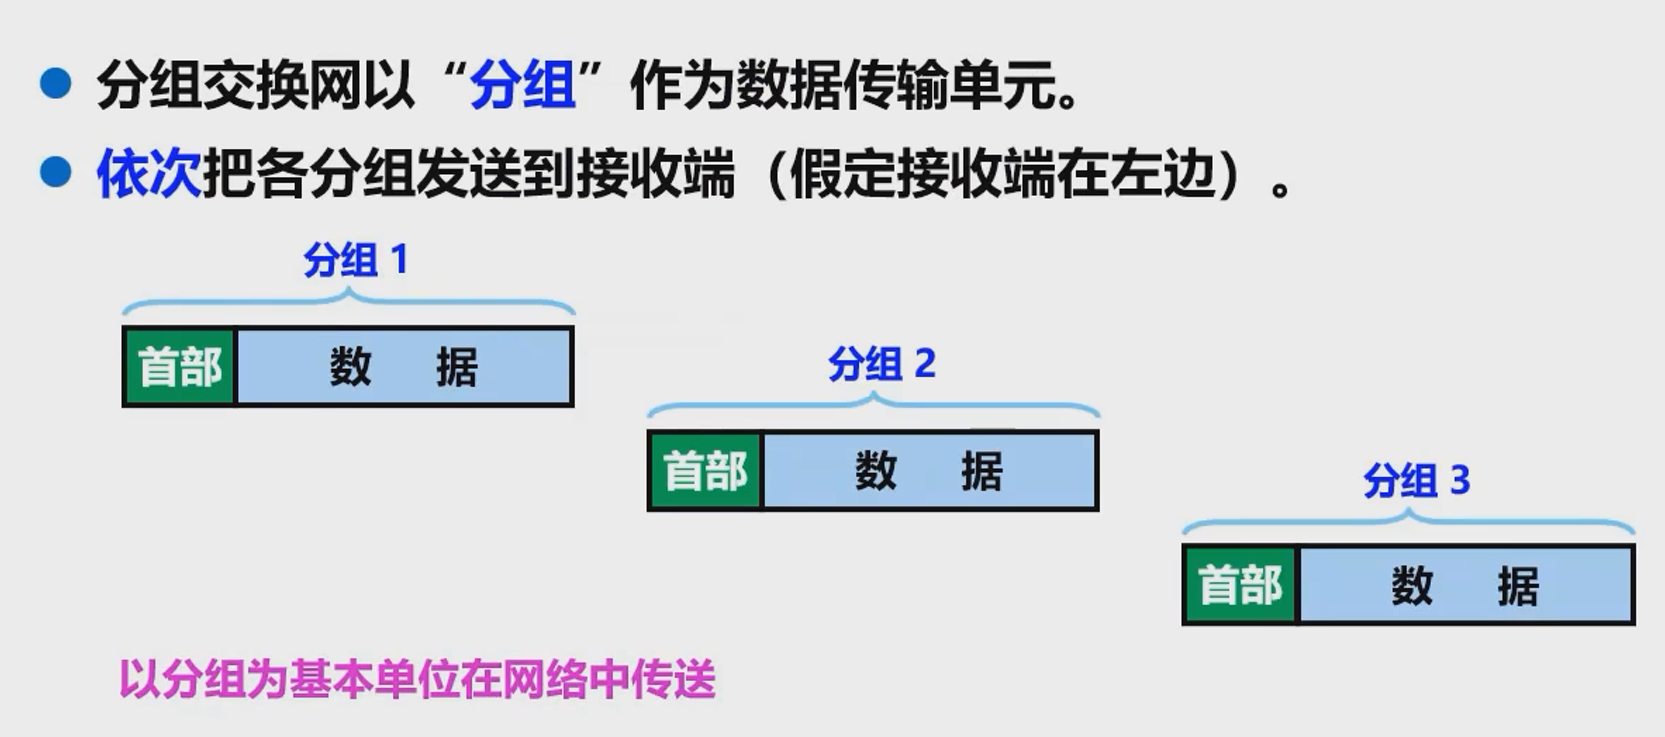 分组交换网以“分组”作为数据传输单元。
依次把各分组发送到接收端（假定接收端在左边）。
分组 1
首部 数 据
分组 2
首部 数 据
分组 3
首部 数 据
以分组为基本单位在网络中传送